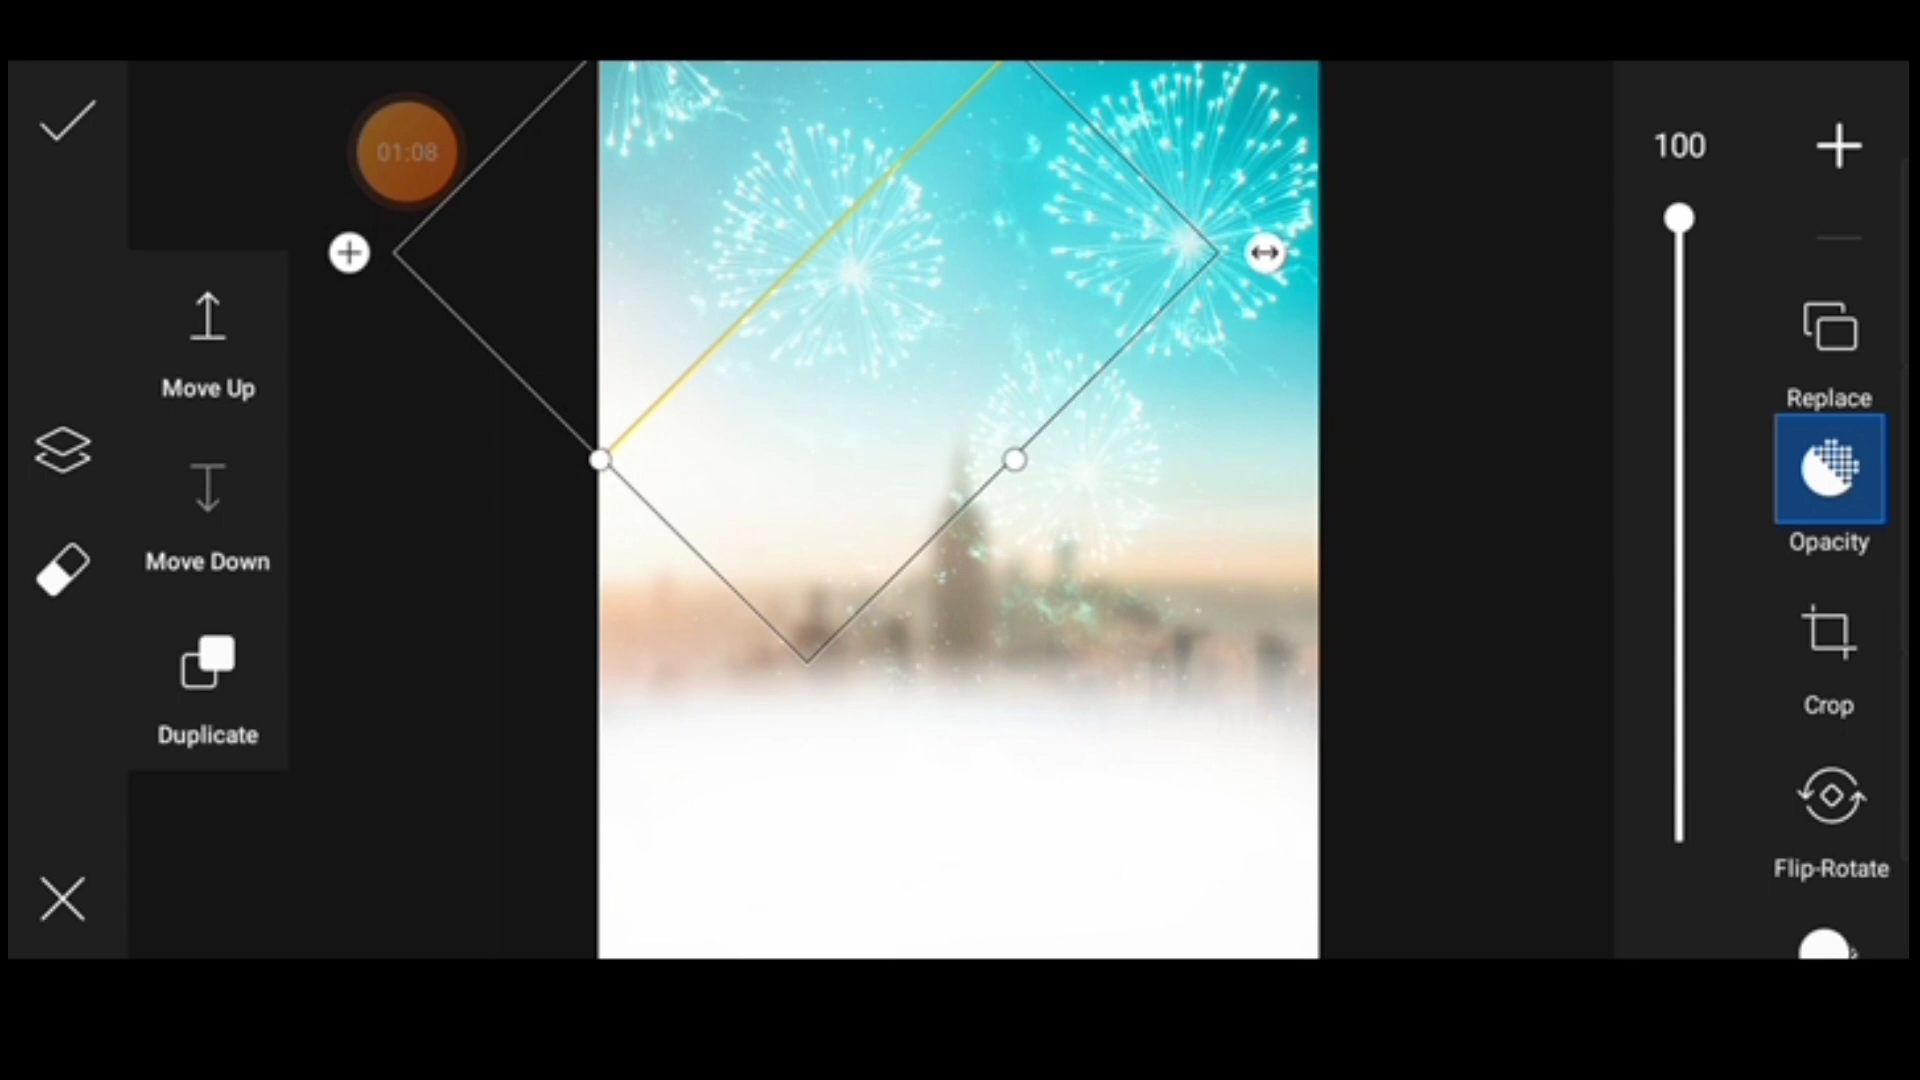 01:08
100
Move Up
Move Down
Duplicate
Replace
Opacity
Crop
Flip-Rotate